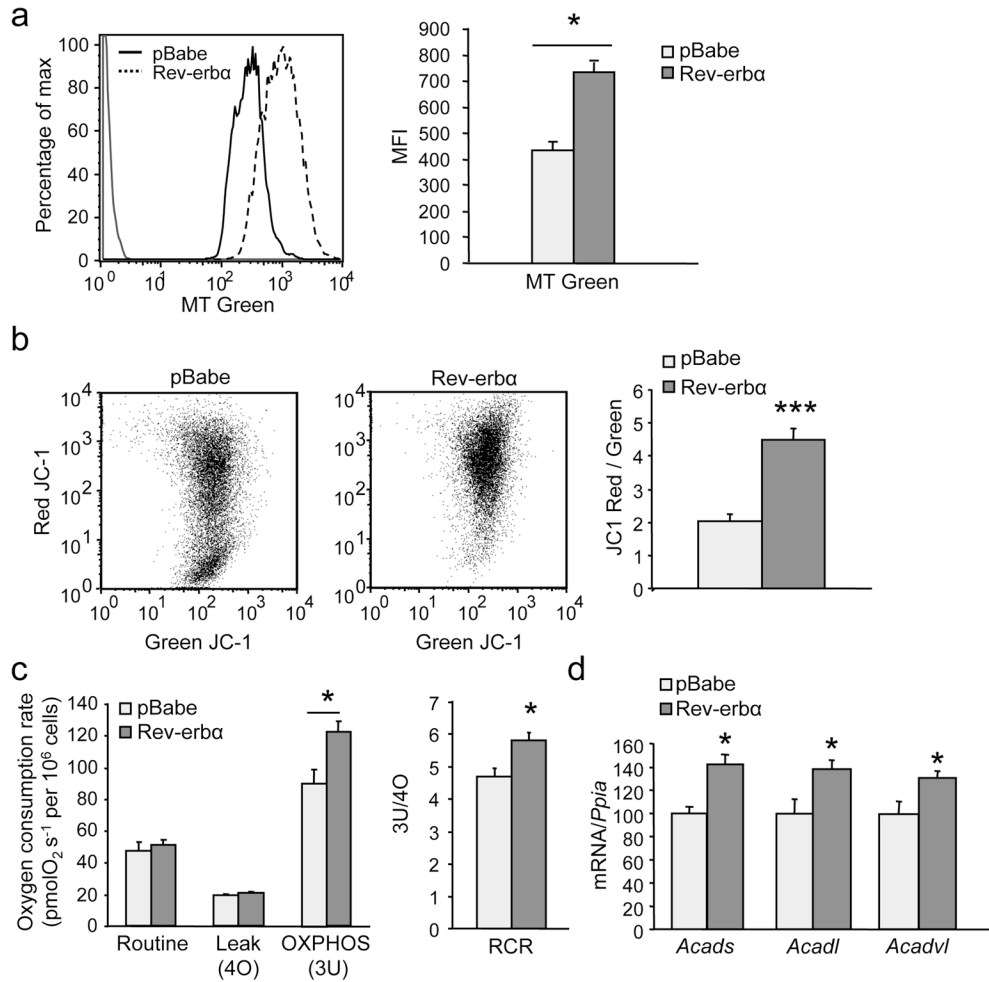 a
Percentage of max
100
80
60
40
20
0
pBabe
Rev-erbα
10⁰ 10¹ 10² 10³ 10⁴
MT Green
MFI
900
800
700
600
500
400
300
200
100
0
*
MT Green
pBabe
Rev-erbα
b
pBabe
Red JC-1
10⁴
10³
10²
10¹
10⁰
10⁰ 10¹ 10² 10³ 10⁴
Green JC-1
Rev-erbα
10⁴
10³
10²
10¹
10⁰
10⁰ 10¹ 10² 10³ 10⁴
Green JC-1
pBabe
Rev-erbα
JC1 Red / Green
6
5
4
3
2
1
0
***
c
Oxygen consumption rate
(pmolO₂ s⁻¹ per 10⁶ cells)
140
120
100
80
60
40
20
0
pBabe
Rev-erbα
*
Routine Leak (4O) OXPHOS (3U)
3U/4O
7
6
5
4
3
2
1
0
*
RCR
d
pBabe
Rev-erbα
mRNA/Ppia
160
140
120
100
80
60
40
20
0
* * *
Acads Acadl Acadvl